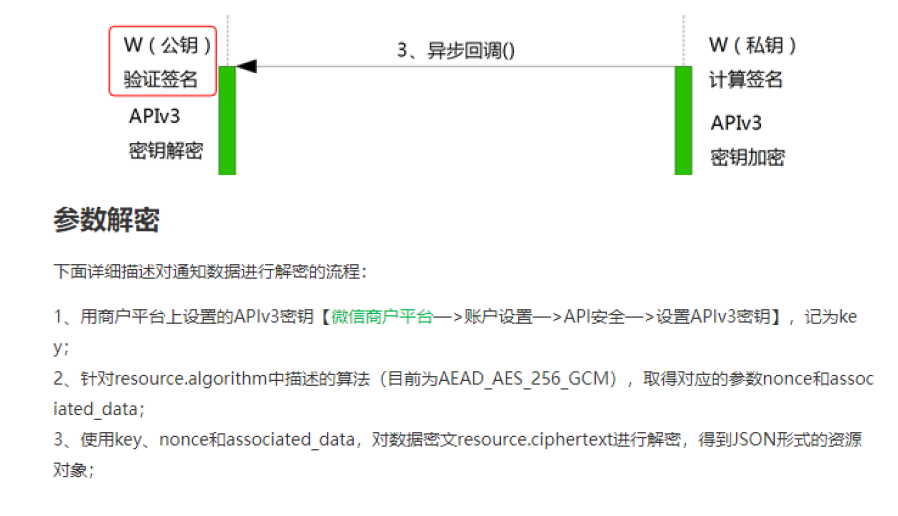 W（公钥）
验证签名
APIv3
密钥解密
3、异步回调()
W（私钥）
计算签名
APIv3
密钥加密
参数解密
下面详细描述对通知数据进行解密的流程：
1、用商户平台上设置的APIv3密钥【微信商户平台—>账户设置—>API安全—>设置APIv3密钥】，记为ke
y；
2、针对resource.algorithm中描述的算法（目前为AEAD_AES_256_GCM），取得对应的参数nonce和assoc
iated_data；
3、使用key、nonce和associated_data，对数据密文resource.ciphertext进行解密，得到JSON形式的资源
对象；